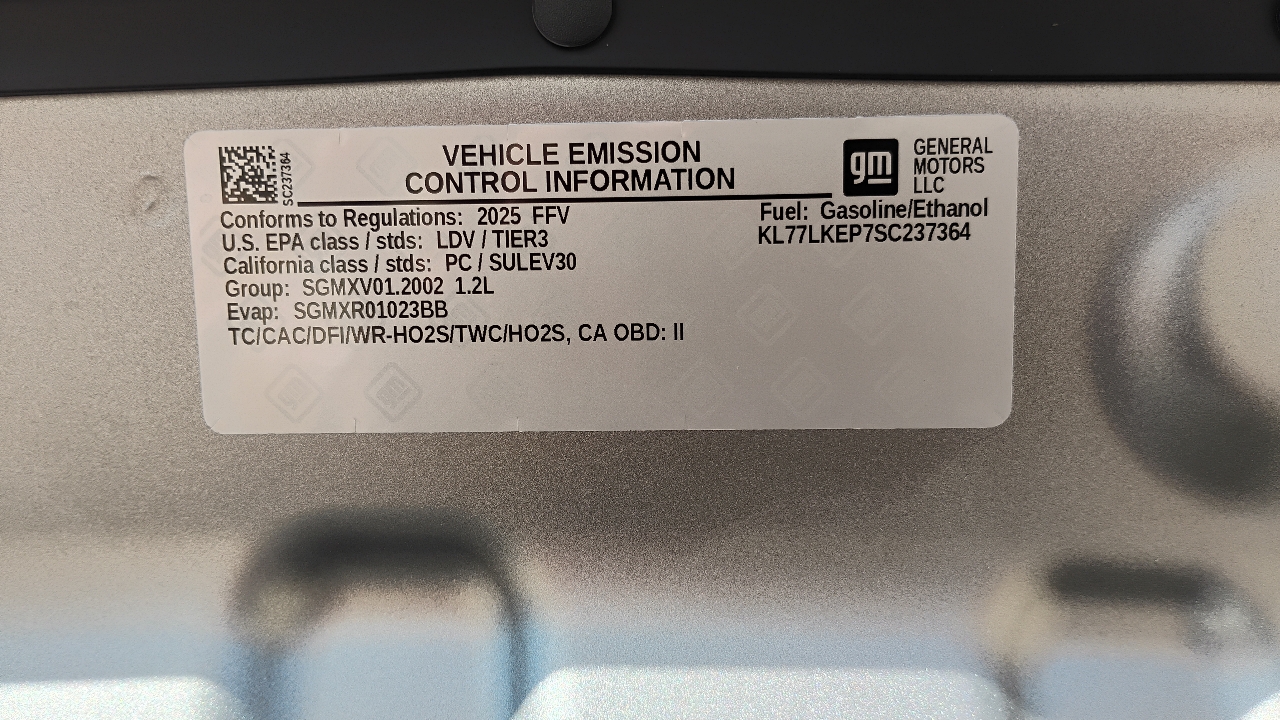 SC237364
VEHICLE EMISSION
CONTROL INFORMATION
gm
GENERAL
MOTORS
LLC
Conforms to Regulations: 2025 FFV
U.S. EPA class / stds: LDV / TIER3
California class / stds: PC / SULEV30
Group: SGMXV01.2002 1.2L
Evap: SGMXR01023BB
TC/CAC/DFI/WR-HO2S/TWC/HO2S, CA OBD: II
Fuel: Gasoline/Ethanol
KL77LKEP7SC237364